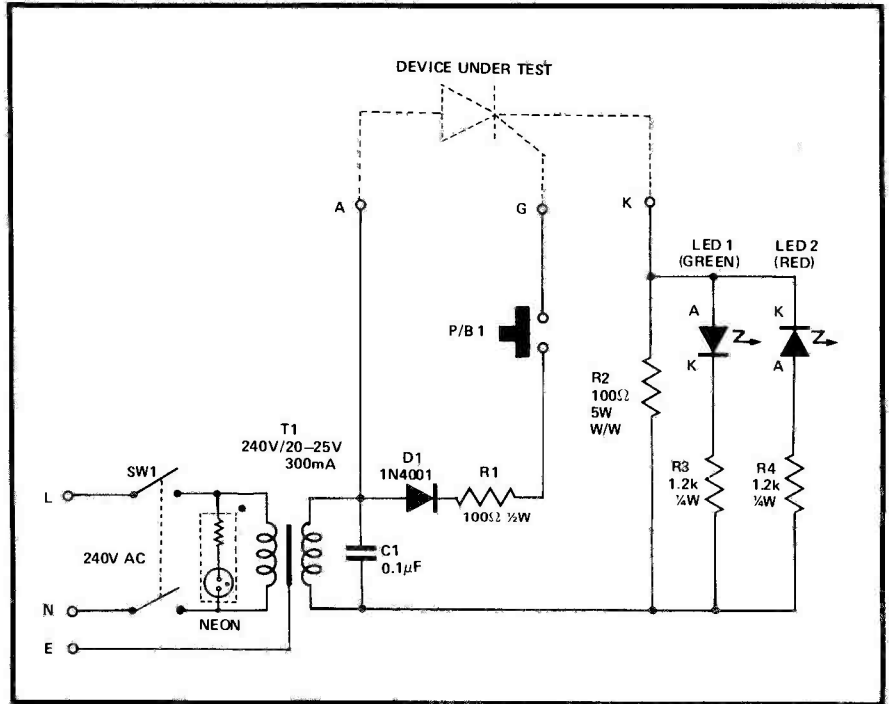 DEVICE UNDER TEST
A
G
K
LED 1
(GREEN)
LED 2
(RED)
A
K
K
A
P/B 1
R2
100Ω
5W
W/W
T1
240V/20–25V
300mA
D1
1N4001
R1
100Ω ½W
R3
1.2k
¼W
R4
1.2k
¼W
SW1
L
240V AC
C1
0.1μF
N
NEON
E